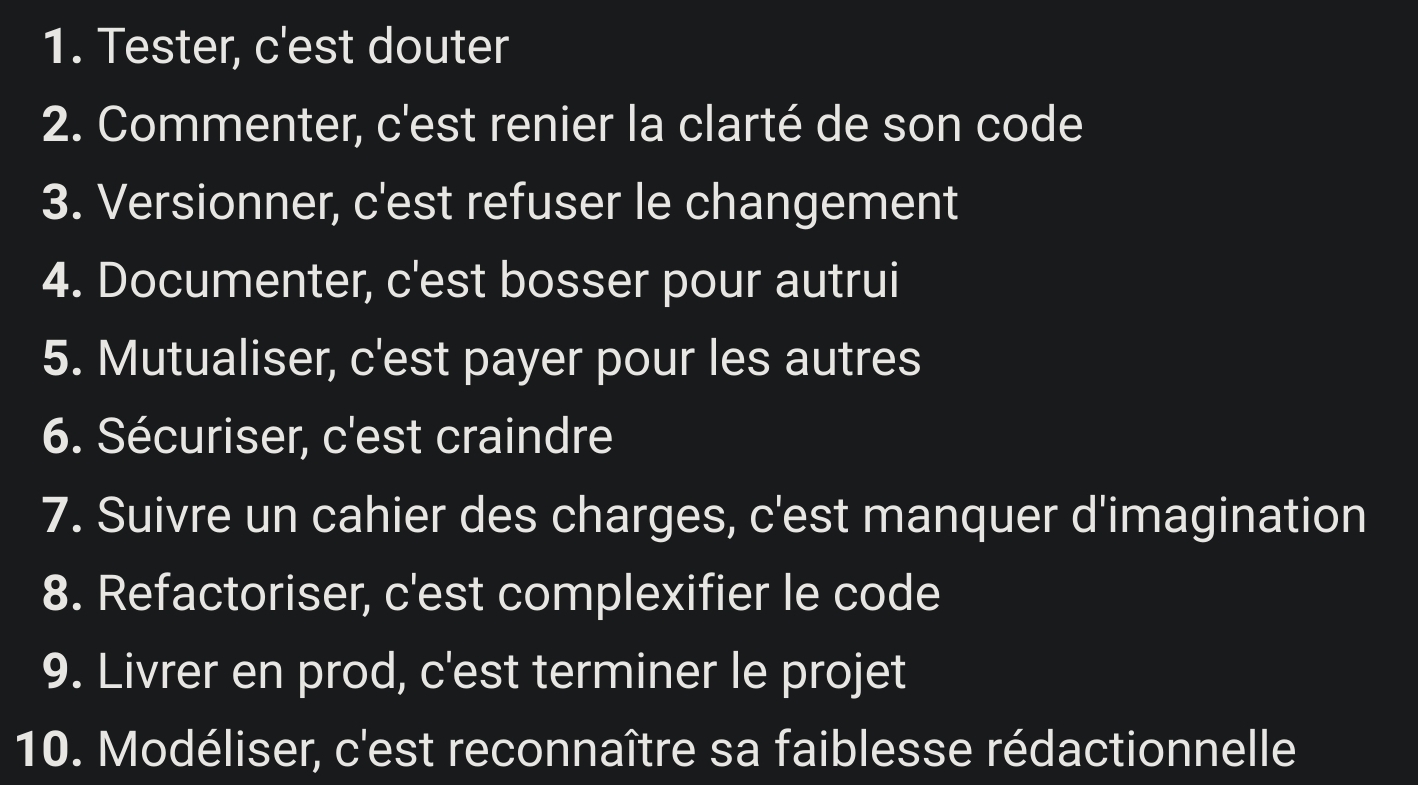 1. Tester, c'est douter
2. Commenter, c'est renier la clarté de son code
3. Versionner, c'est refuser le changement
4. Documenter, c'est bosser pour autrui
5. Mutualiser, c'est payer pour les autres
6. Sécuriser, c'est craindre
7. Suivre un cahier des charges, c'est manquer d'imagination
8. Refactoriser, c'est complexifier le code
9. Livrer en prod, c'est terminer le projet
10. Modéliser, c'est reconnaître sa faiblesse rédactionnelle